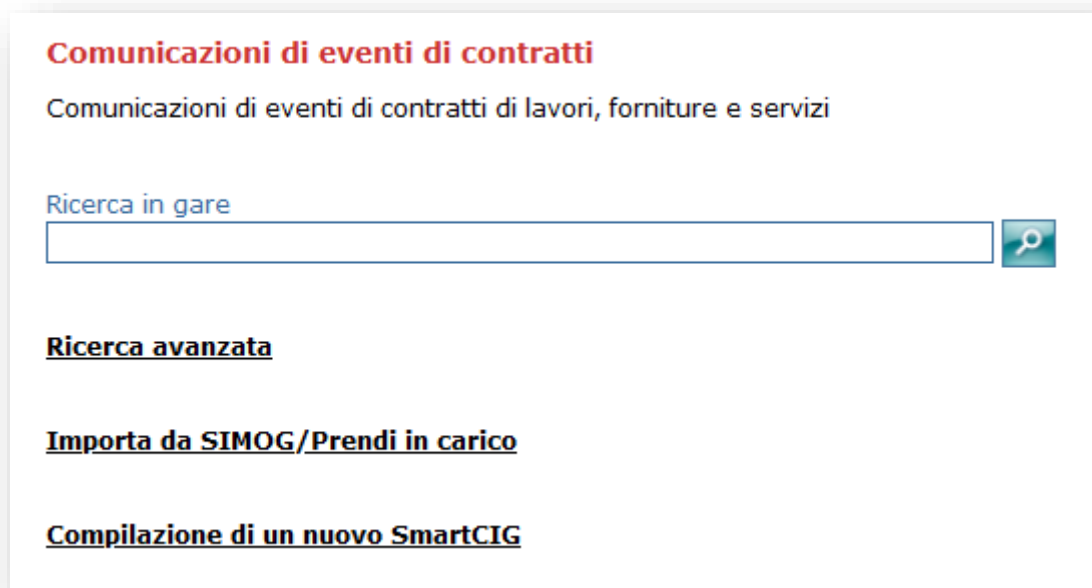 Comunicazioni di eventi di contratti
Comunicazioni di eventi di contratti di lavori, forniture e servizi
Ricerca in gare
Ricerca avanzata
Importa da SIMOG/Prendi in carico
Compilazione di un nuovo SmartCIG